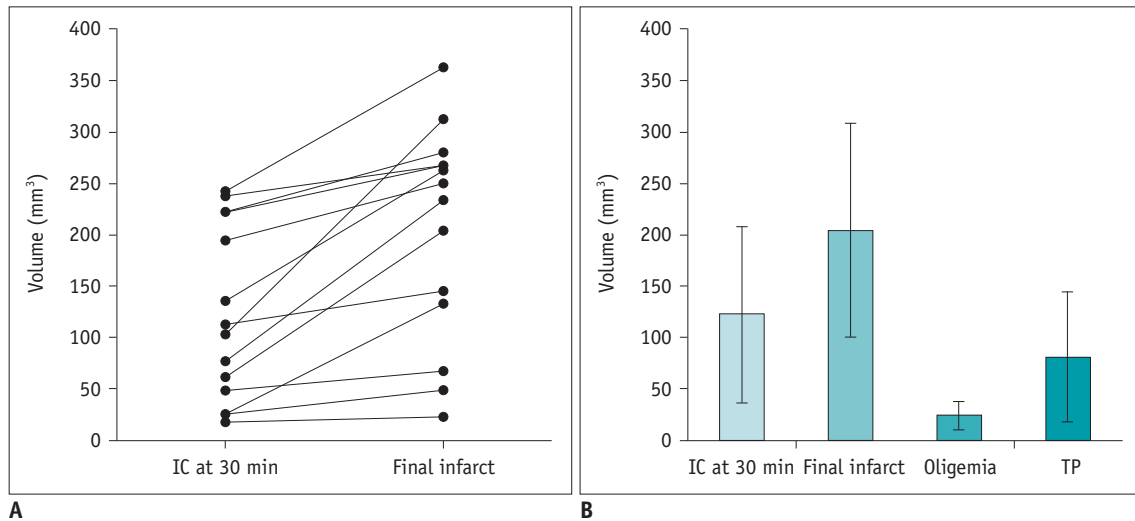 400
350
300
250
200
150
100
50
0
Volume (mm³)
IC at 30 min
Final infarct
A
400
350
300
250
200
150
100
50
0
Volume (mm³)
IC at 30 min
Final infarct
Oligemia
TP
B